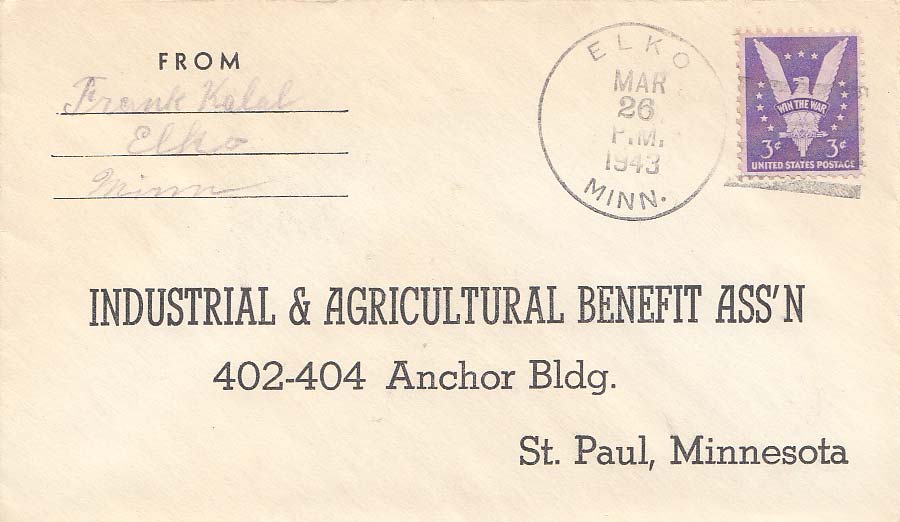 FROM
Frank Kalal
Elko
Minn
ELKO
MAR
26
P.M.
1943
MINN.
WIN THE WAR
3¢ 3¢
UNITED STATES POSTAGE
INDUSTRIAL & AGRICULTURAL BENEFIT ASS'N
402-404 Anchor Bldg.
St. Paul, Minnesota